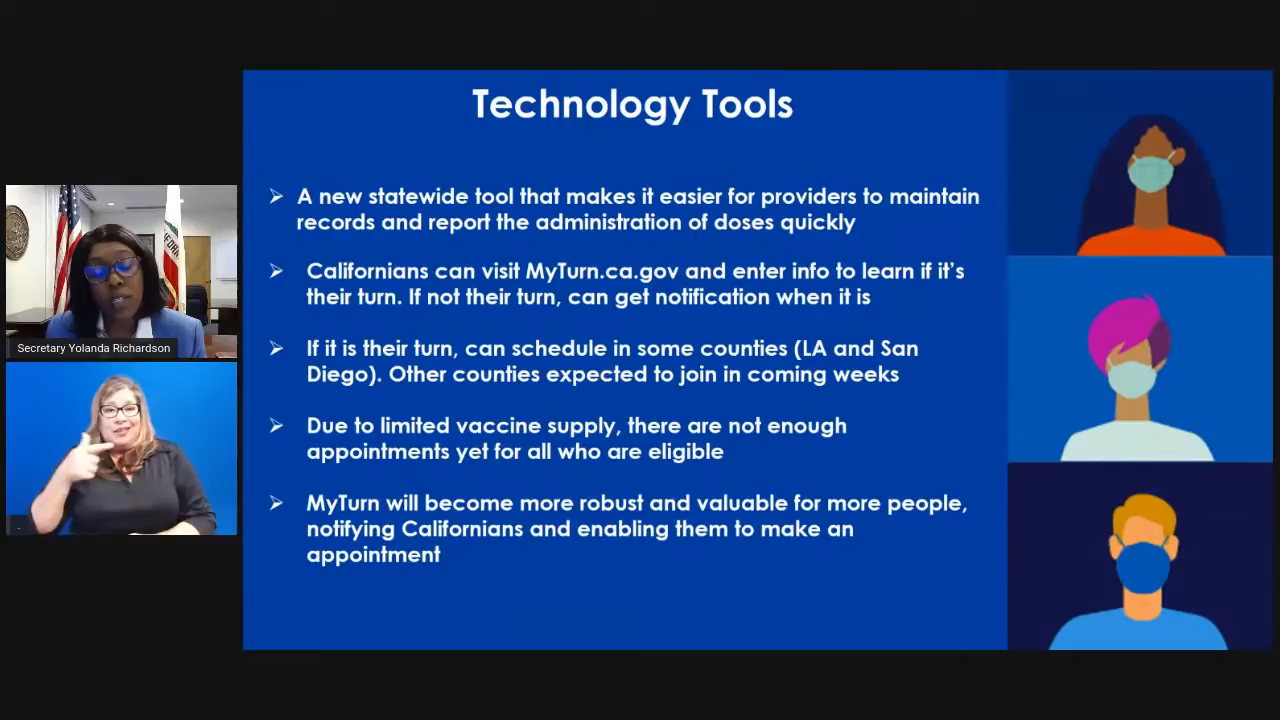 Technology Tools
➢ A new statewide tool that makes it easier for providers to maintain
records and report the administration of doses quickly
➢ Californians can visit MyTurn.ca.gov and enter info to learn if it's
their turn. If not their turn, can get notification when it is
➢ If it is their turn, can schedule in some counties (LA and San
Diego). Other counties expected to join in coming weeks
➢ Due to limited vaccine supply, there are not enough
appointments yet for all who are eligible
➢ MyTurn will become more robust and valuable for more people,
notifying Californians and enabling them to make an
appointment
Secretary Yolanda Richardson